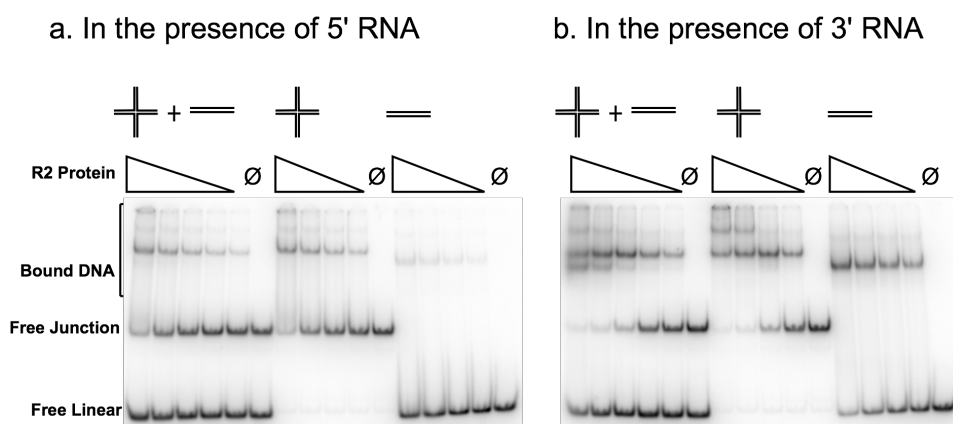 a. In the presence of 5' RNA
b. In the presence of 3' RNA
+
+
R2 Protein
Ø
Ø
Ø
Ø
Ø
Ø
Bound DNA
Free Junction
Free Linear